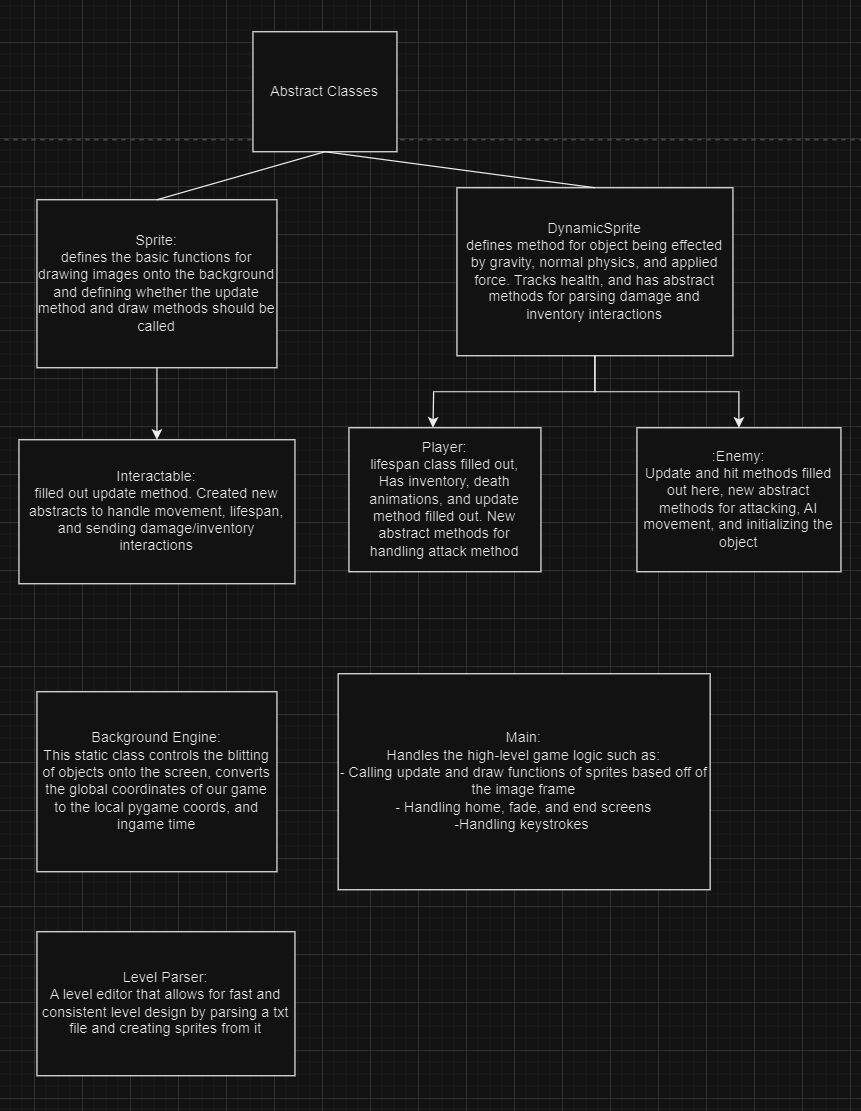 Abstract Classes
Sprite:
defines the basic functions for
drawing images onto the background
and defining whether the update
method and draw methods should be
called
DynamicSprite
defines method for object being effected
by gravity, normal physics, and applied
force. Tracks health, and has abstract
methods for parsing damage and
inventory interactions
Interactable:
filled out update method. Created new
abstracts to handle movement, lifespan,
and sending damage/inventory
interactions
Player:
lifespan class filled out,
Has inventory, death
animations, and update
method filled out. New
abstract methods for
handling attack method
:Enemy:
Update and hit methods filled
out here, new abstract
methods for attacking, AI
movement, and initializing the
object
Background Engine:
This static class controls the blitting
of objects onto the screen, converts
the global coordinates of our game
to the local pygame coords, and
ingame time
Main:
Handles the high-level game logic such as:
- Calling update and draw functions of sprites based off of
the image frame
- Handling home, fade, and end screens
-Handling keystrokes
Level Parser:
A level editor that allows for fast and
consistent level design by parsing a txt
file and creating sprites from it